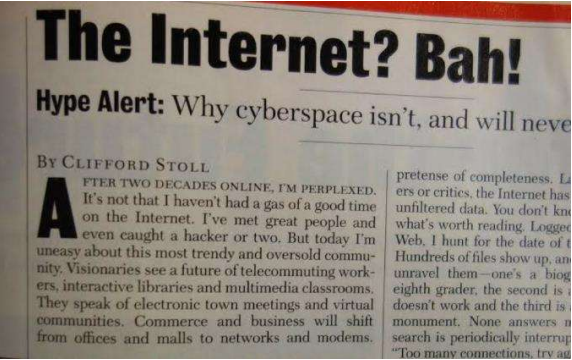 The Internet? Bah!
Hype Alert: Why cyberspace isn't, and will neve
BY CLIFFORD STOLL
AFTER TWO DECADES ONLINE, I'M PERPLEXED.
It's not that I haven't had a gas of a good time
on the Internet. I've met great people and
even caught a hacker or two. But today I'm
uneasy about this most trendy and oversold commu-
nity. Visionaries see a future of telecommuting work-
ers, interactive libraries and multimedia classrooms.
They speak of electronic town meetings and virtual
communities. Commerce and business will shift
from offices and malls to networks and modems.
pretense of completeness. La
ers or critics, the Internet has
unfiltered data. You don't kno
what's worth reading. Logged
Web, I hunt for the date of t
Hundreds of files show up, and
unravel them—one's a biog
eighth grader, the second is a
doesn't work and the third is
monument. None answers m
search is periodically interrup
"Too many connections, try ag